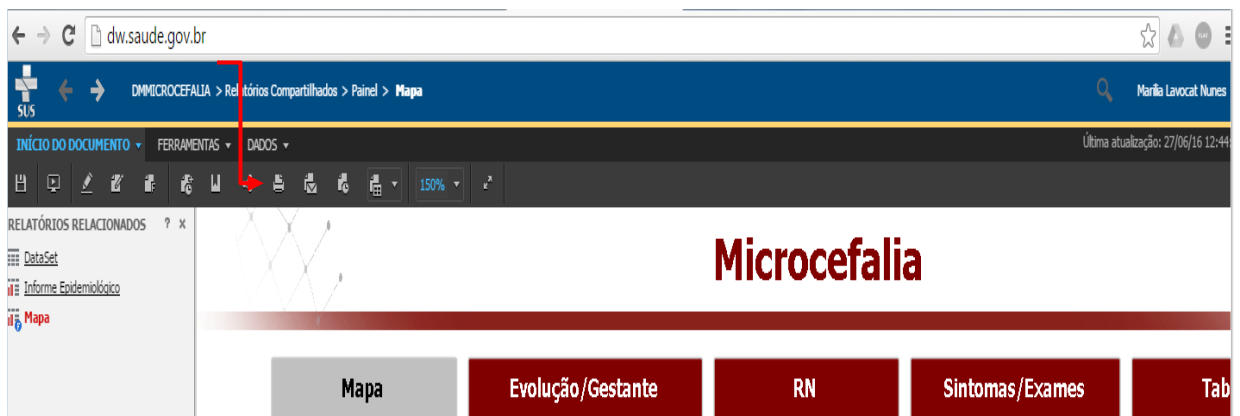 dw.saude.gov.br
SUS
DMMICROCEFALIA > Relatórios Compartilhados > Painel > Mapa
Marília Lavocat Nunes
INÍCIO DO DOCUMENTO
FERRAMENTAS
DADOS
Última atualização: 27/06/16 12:44:
150%
RELATÓRIOS RELACIONADOS ? x
DataSet
Informe Epidemiológico
Mapa
Microcefalia
Mapa
Evolução/Gestante
RN
Sintomas/Exames
Tab